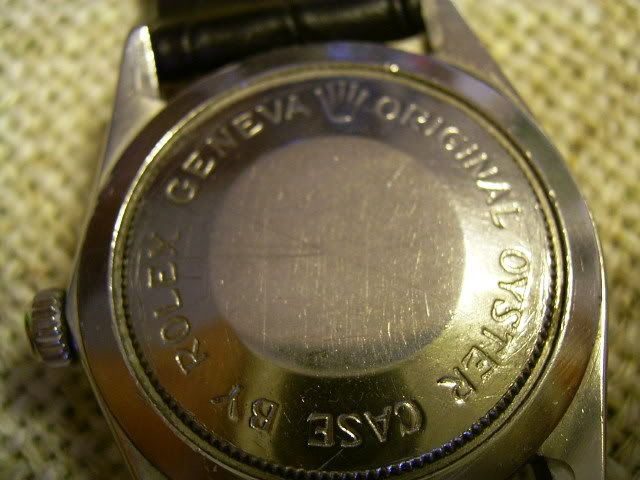 ORIGINAL OYSTER CASE BY ROLEX GENEVA